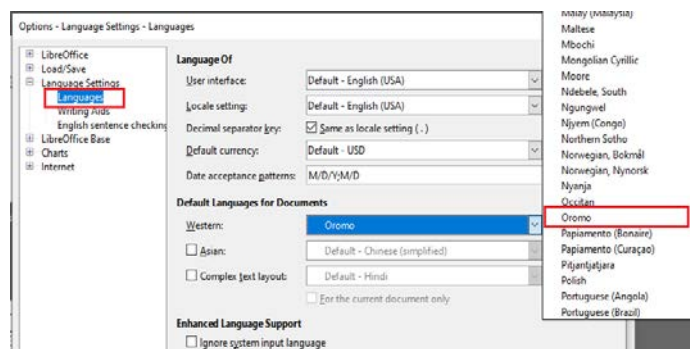 Options - Language Settings - Languages
LibreOffice
Load/Save
Language Settings
Languages
Writing Aids
English sentence checking
LibreOffice Base
Charts
Internet
Language Of
User interface: Default - English (USA)
Locale setting: Default - English (USA)
Decimal separator key: Same as locale setting ( . )
Default currency: Default - USD
Date acceptance patterns: M/D/Y;M/D
Default Languages for Documents
Western: Oromo
Asian: Default - Chinese (simplified)
Complex text layout: Default - Hindi
For the current document only
Enhanced Language Support
Ignore system input language
Malay (Malaysia)
Maltese
Mbochi
Mongolian Cyrillic
Moore
Ndebele, South
Ngungwel
Njyem (Congo)
Northern Sotho
Norwegian, Bokmål
Norwegian, Nynorsk
Nyanja
Occitan
Oromo
Papiamento (Bonaire)
Papiamento (Curaçao)
Pitjantjatjara
Polish
Portuguese (Angola)
Portuguese (Brazil)